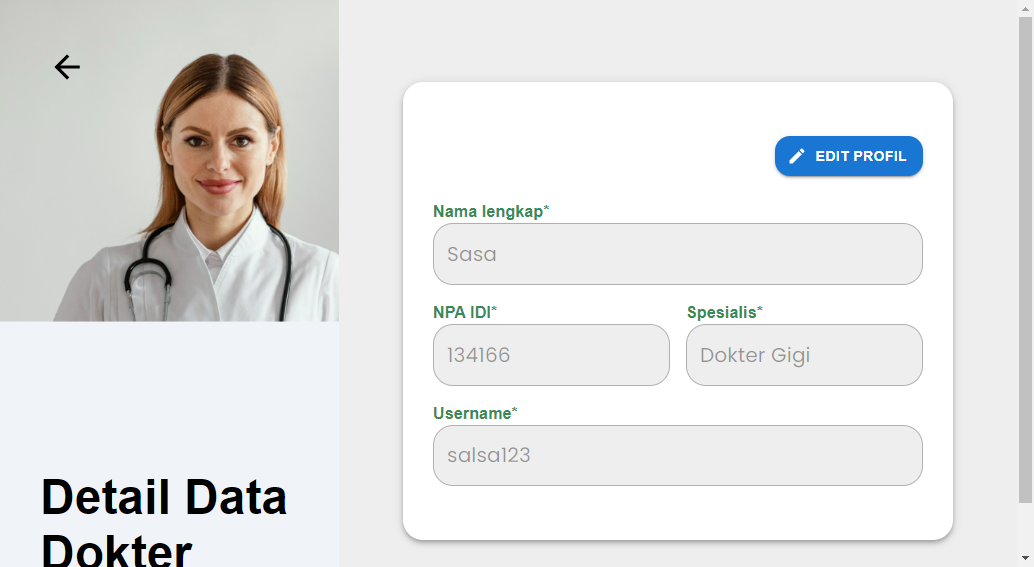 EDIT PROFIL
Nama lengkap*
Sasa
NPA IDI*
Spesialis*
134166
Dokter Gigi
Username*
salsa123
Detail Data
Dokter